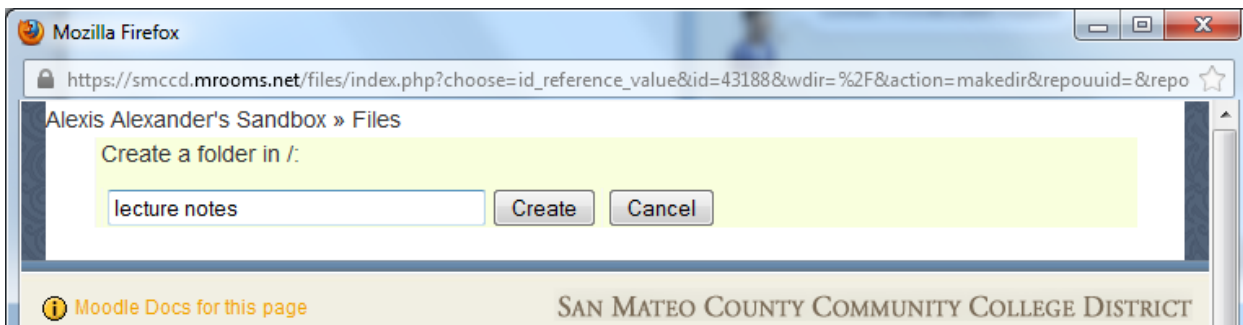 Mozilla Firefox
https://smccd.mrooms.net/files/index.php?choose=id_reference_value&id=43188&wdir=%2F&action=makedir&repouuid=&repo
Alexis Alexander's Sandbox » Files
Create a folder in /:
lecture notes Create Cancel
Moodle Docs for this page SAN MATEO COUNTY COMMUNITY COLLEGE DISTRICT